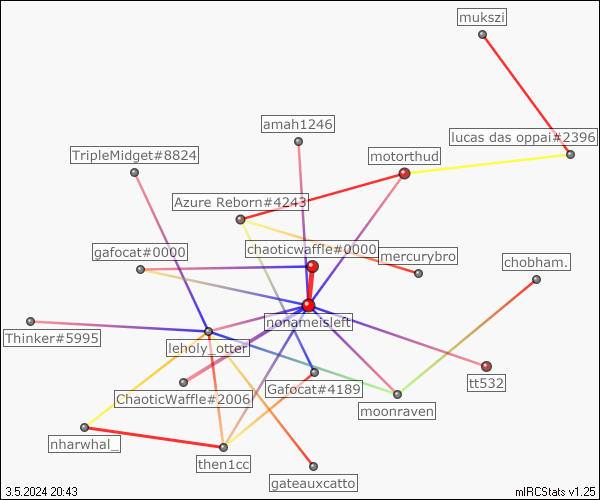 mukszi
amah1246
lucas das oppai#2396
TripleMidget#8824
motorthud
Azure Reborn#4243
gafocat#0000
chaoticwaffle#0000
mercurybro
chobham.
nonameisleft
Thinker#5995
leholy_otter
ChaoticWaffle#2006
Gafocat#4189
tt532
moonraven
nharwhal_
then1cc
gateauxcatto
3.5.2024 20:43
mIRCStats v1.25